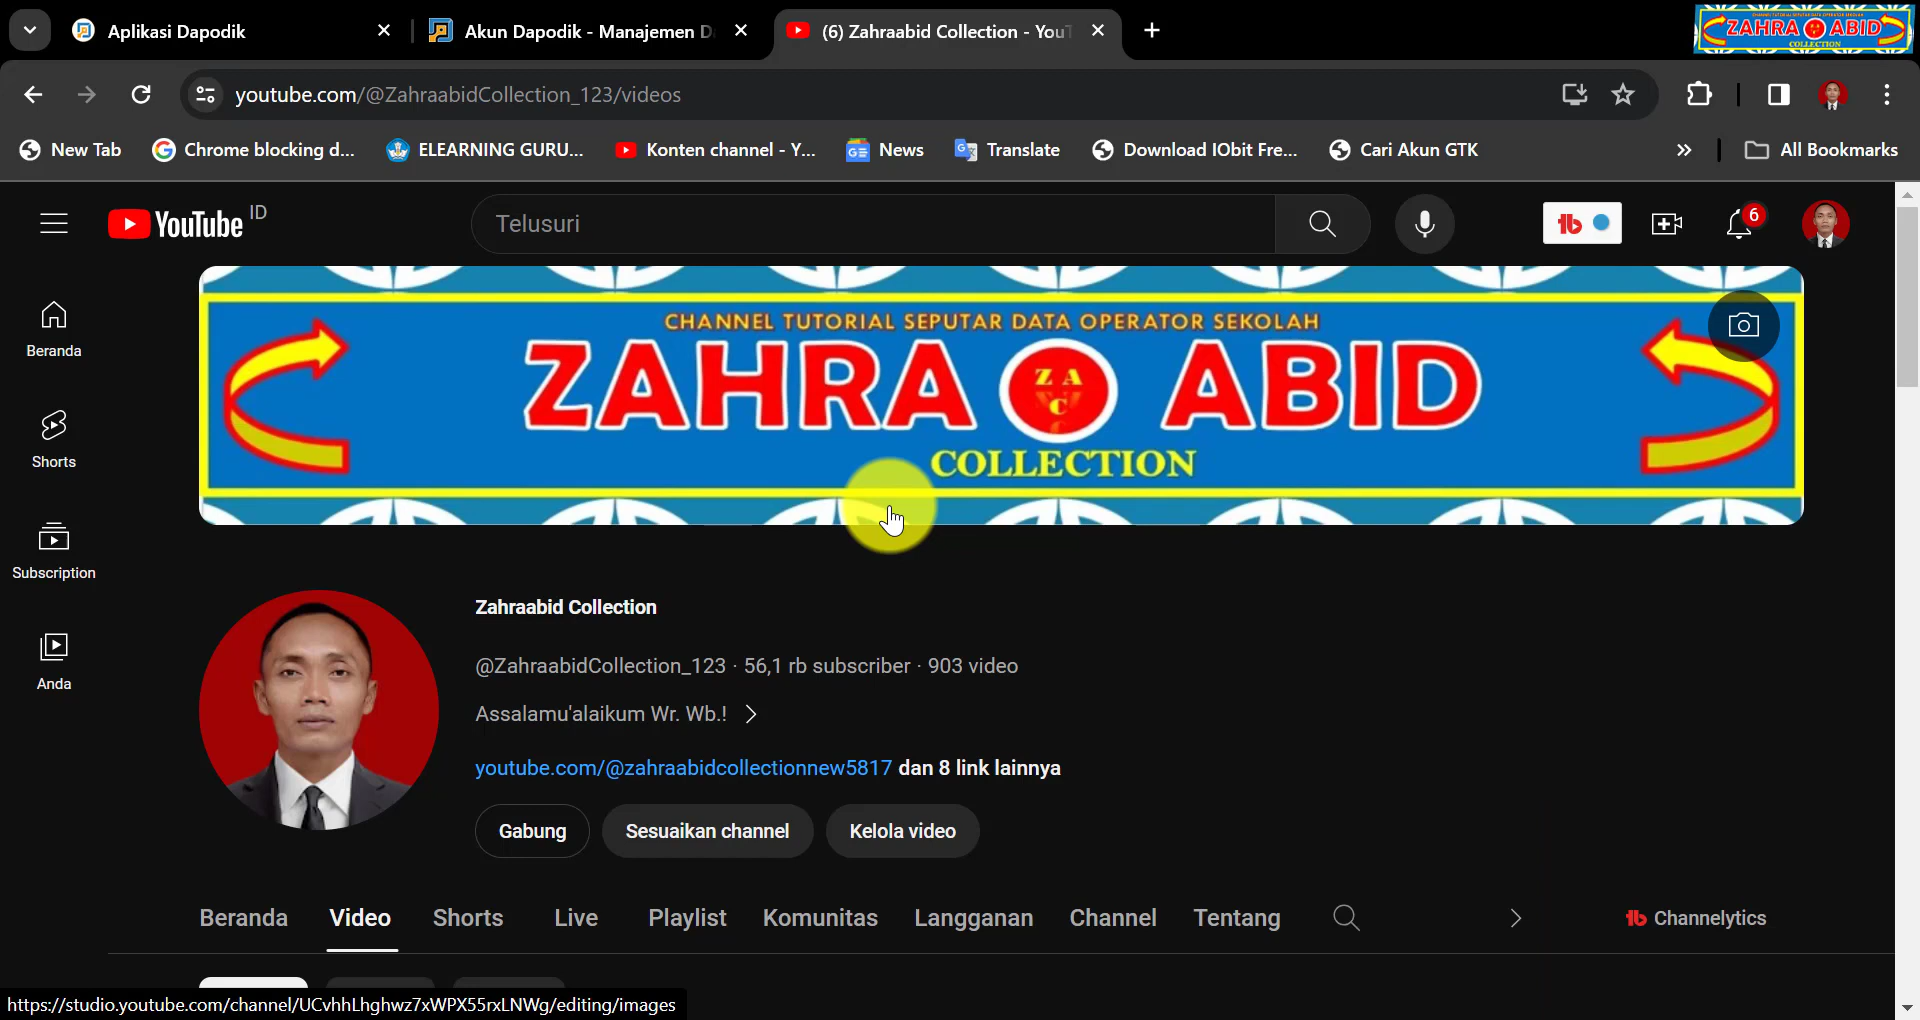 Aplikasi Dapodik
Akun Dapodik - Manajemen D
(6) Zahraabid Collection - YouT
ZAHRA ABID
COLLECTION
youtube.com/@ZahraabidCollection_123/videos
New Tab
Chrome blocking d...
ELEARNING GURU...
Konten channel - Y...
News
Translate
Download IObit Fre...
Cari Akun GTK
All Bookmarks
YouTube ID
Telusuri
6
Beranda
Shorts
Subscription
Anda
CHANNEL TUTORIAL SEPUTAR DATA OPERATOR SEKOLAH
ZAHRA ZAC ABID
COLLECTION
Zahraabid Collection
@ZahraabidCollection_123 · 56,1 rb subscriber · 903 video
Assalamu'alaikum Wr. Wb.!
youtube.com/@zahraabidcollectionnew5817 dan 8 link lainnya
Gabung
Sesuaikan channel
Kelola video
Beranda
Video
Shorts
Live
Playlist
Komunitas
Langganan
Channel
Tentang
Channelytics
https://studio.youtube.com/channel/UCvhhLhghwz7xWPX55rxLNWg/editing/images